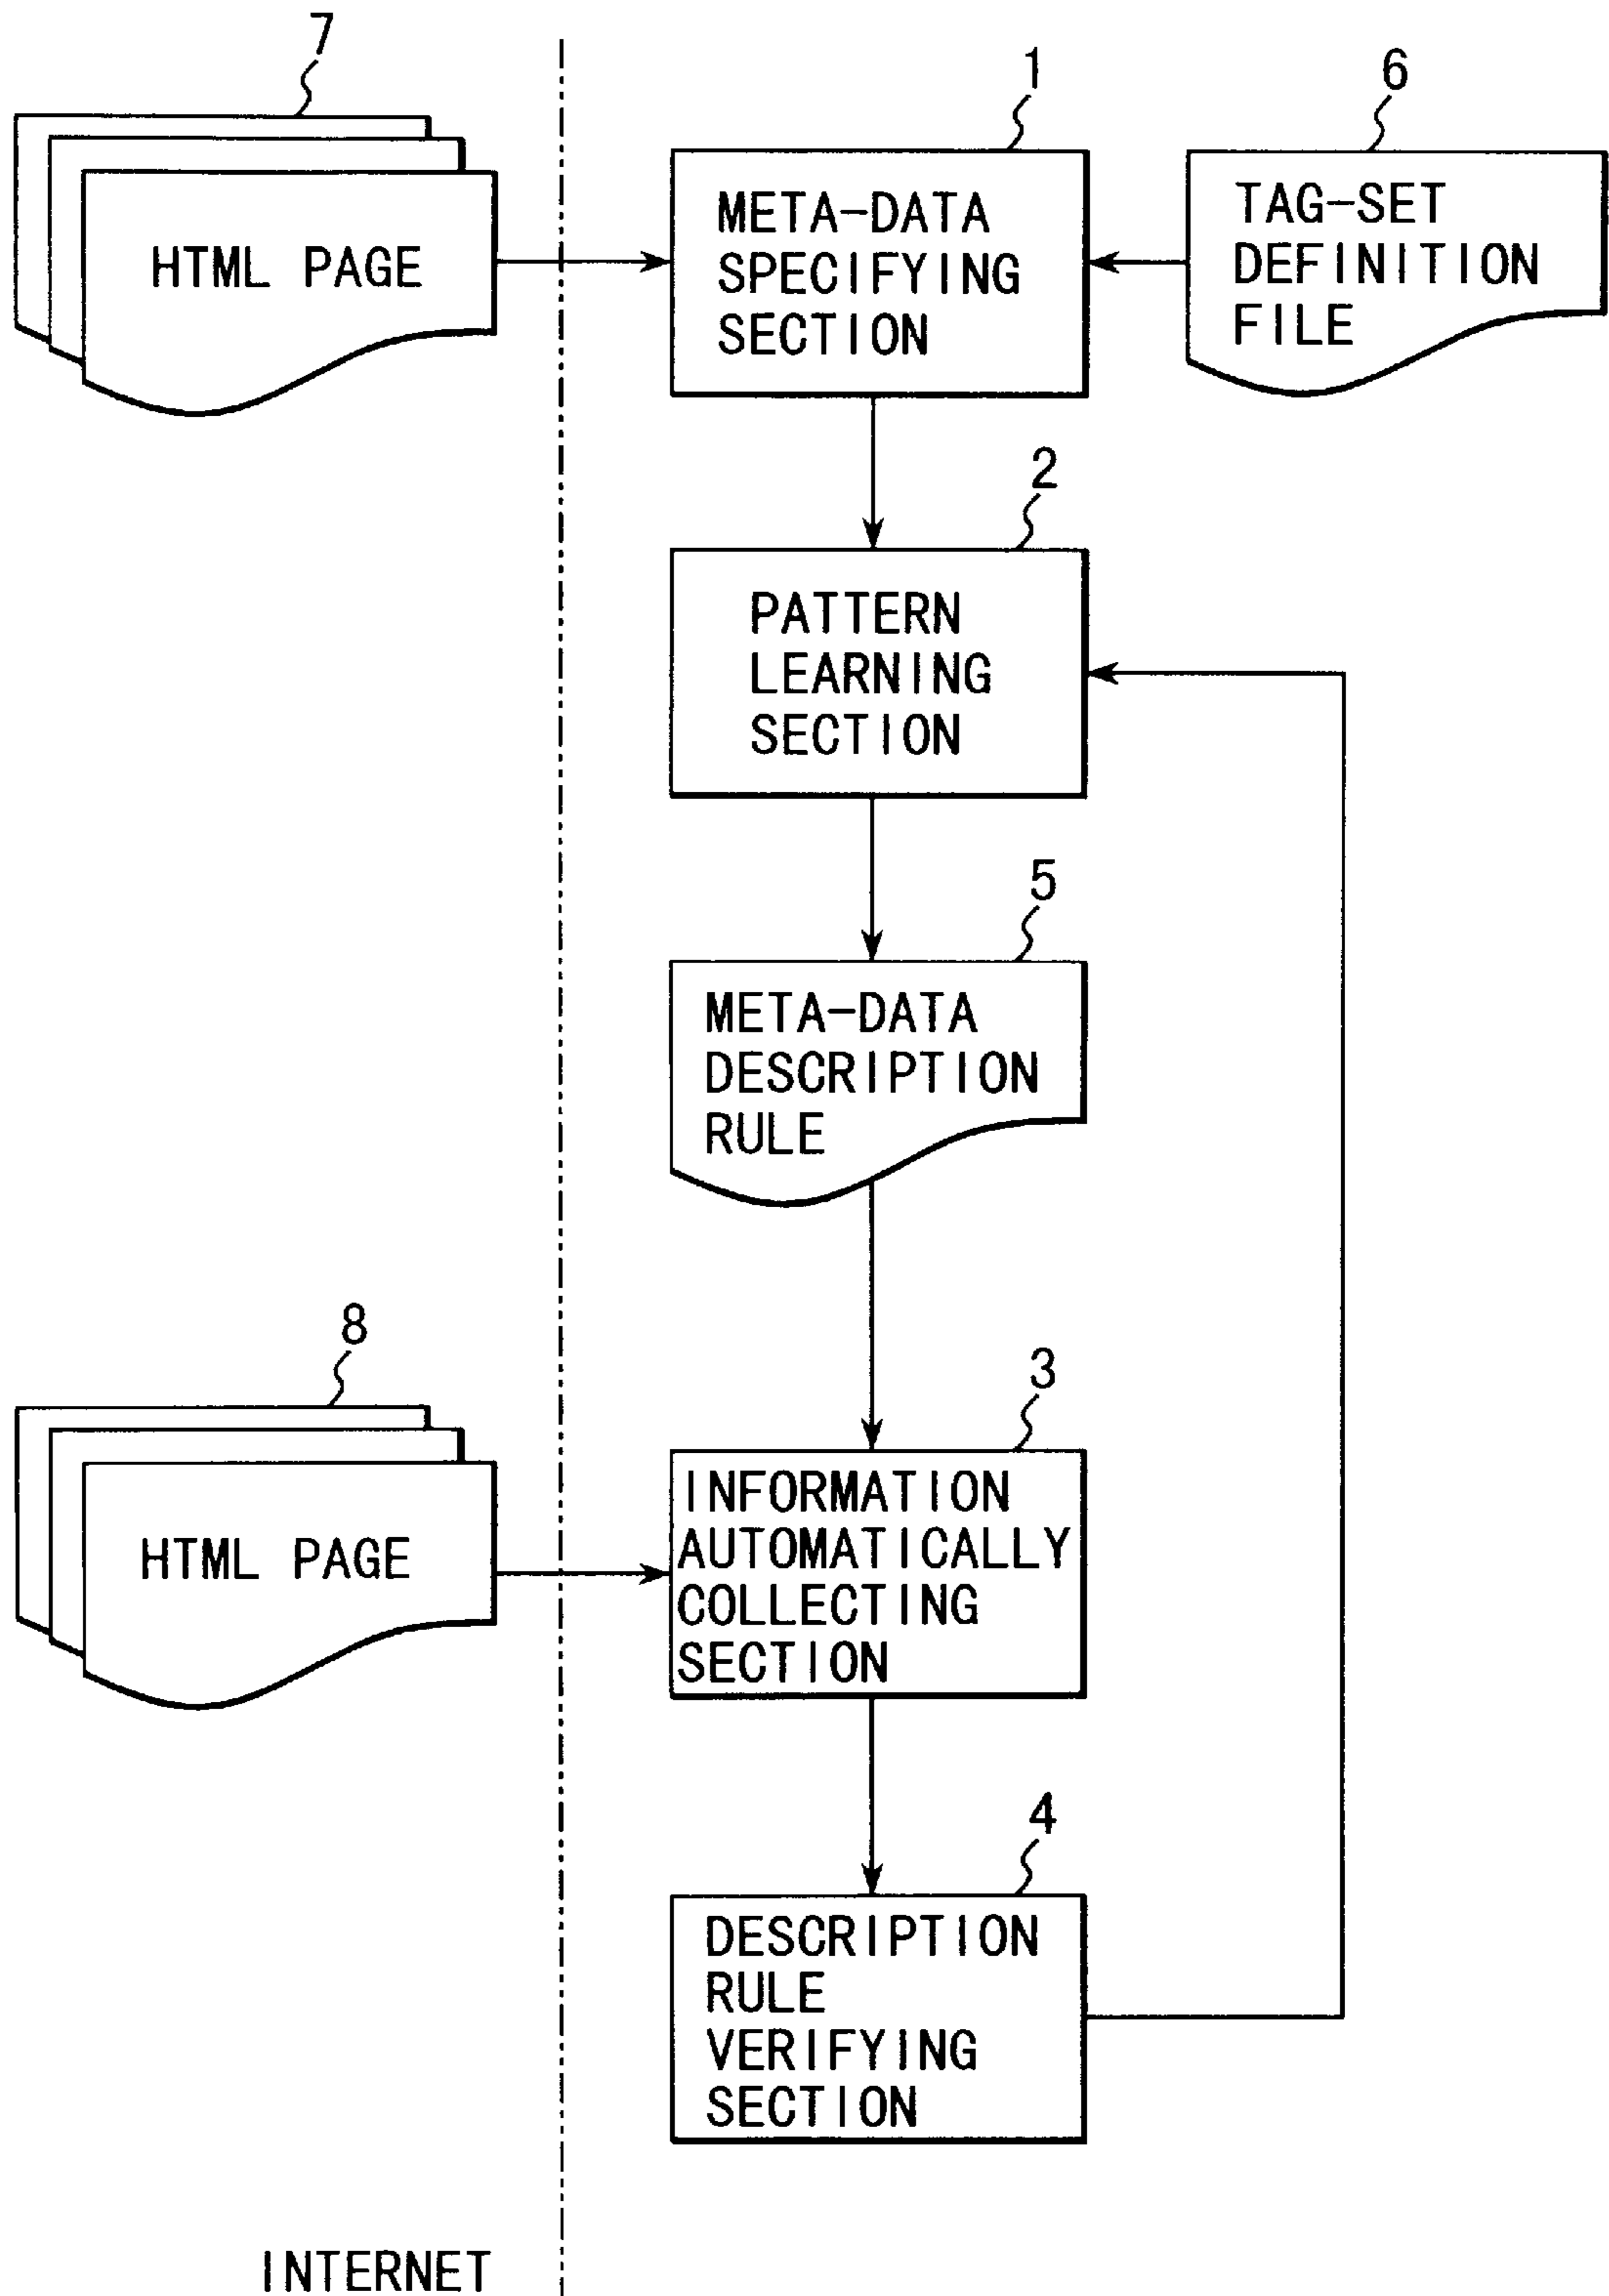 7
HTML PAGE
1
META-DATA
SPECIFYING
SECTION
6
TAG-SET
DEFINITION
FILE
2
PATTERN
LEARNING
SECTION
5
META-DATA
DESCRIPTION
RULE
8
HTML PAGE
3
INFORMATION
AUTOMATICALLY
COLLECTING
SECTION
4
DESCRIPTION
RULE
VERIFYING
SECTION
INTERNET